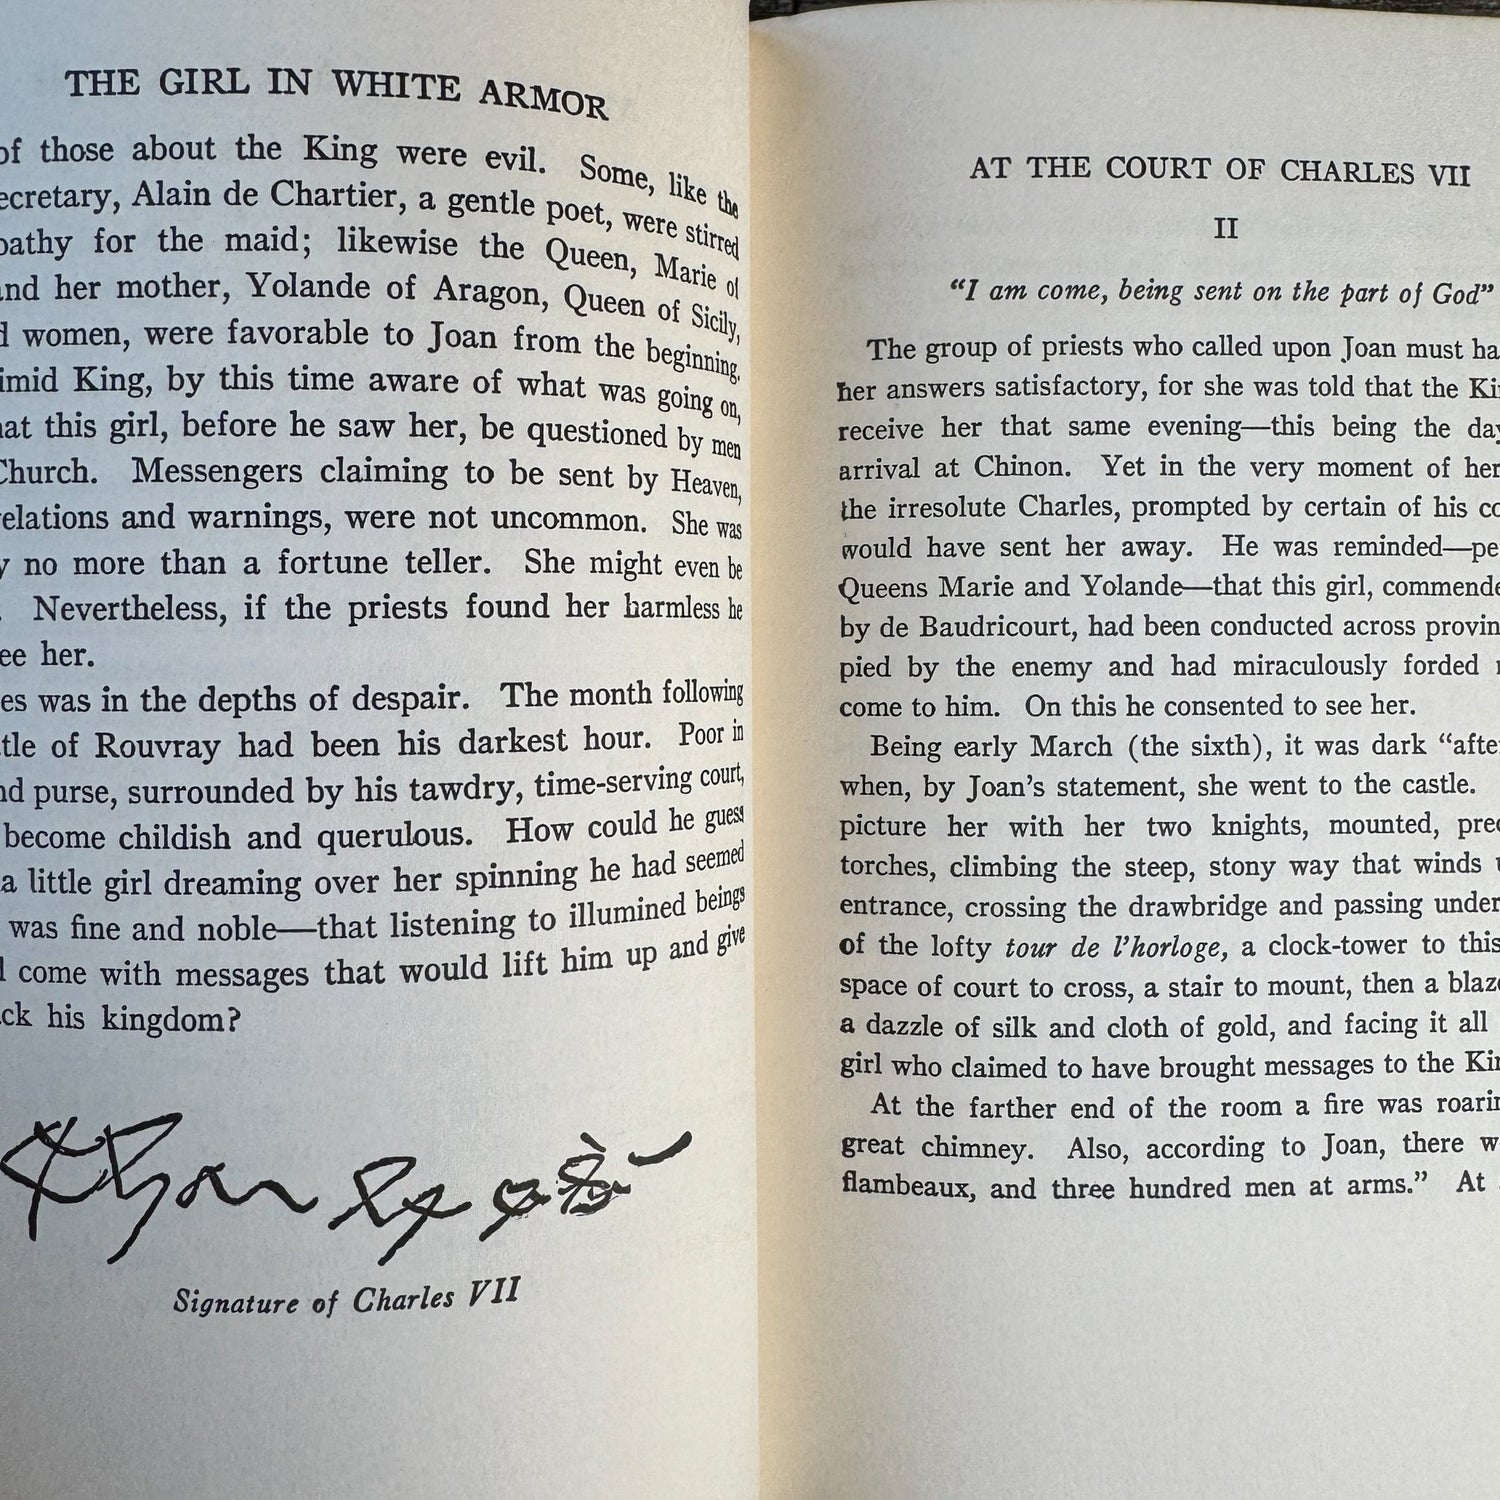 THE GIRL IN WHITE ARMOR
of those about the King were evil. Some, like the
ecretary, Alain de Chartier, a gentle poet, were stirred
pathy for the maid; likewise the Queen, Marie of
and her mother, Yolande of Aragon, Queen of Sicily,
d women, were favorable to Joan from the beginning.
imid King, by this time aware of what was going on,
hat this girl, before he saw her, be questioned by men
Church. Messengers claiming to be sent by Heaven,
elations and warnings, were not uncommon. She was
y no more than a fortune teller. She might even be
. Nevertheless, if the priests found her harmless he
ee her.
es was in the depths of despair. The month following
tle of Rouvray had been his darkest hour. Poor in
nd purse, surrounded by his tawdry, time-serving court,
become childish and querulous. How could he guess
a little girl dreaming over her spinning he had seemed
was fine and noble—that listening to illumined beings
d come with messages that would lift him up and give
ck his kingdom?
Signature of Charles VII
AT THE COURT OF CHARLES VII
II
"I am come, being sent on the part of God"
The group of priests who called upon Joan must ha
her answers satisfactory, for she was told that the Ki
receive her that same evening—this being the day
arrival at Chinon. Yet in the very moment of her
the irresolute Charles, prompted by certain of his co
would have sent her away. He was reminded—pe
Queens Marie and Yolande—that this girl, commende
by de Baudricourt, had been conducted across provin
pied by the enemy and had miraculously forded
come to him. On this he consented to see her.
Being early March (the sixth), it was dark "afte
when, by Joan's statement, she went to the castle.
picture her with her two knights, mounted, prec
torches, climbing the steep, stony way that winds
entrance, crossing the drawbridge and passing under
of the lofty tour de l'horloge, a clock-tower to this
space of court to cross, a stair to mount, then a blaze
a dazzle of silk and cloth of gold, and facing it all
girl who claimed to have brought messages to the Kin
At the farther end of the room a fire was roarin
great chimney. Also, according to Joan, there w
flambeaux, and three hundred men at arms." At